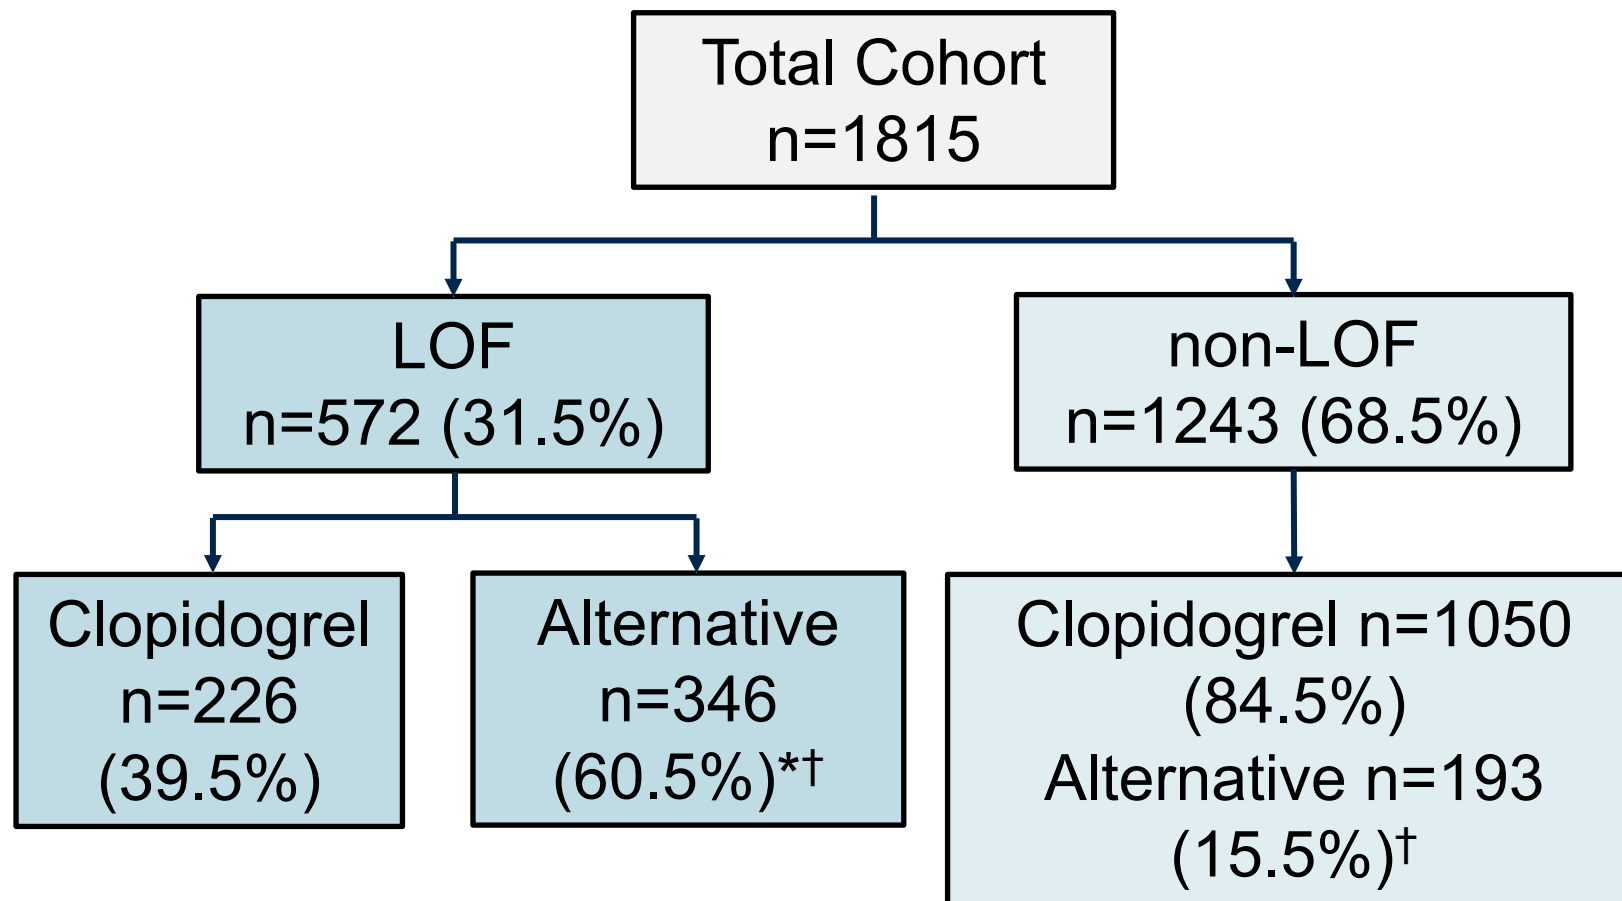 Total Cohort
n=1815
LOF
n=572 (31.5%)
non-LOF
n=1243 (68.5%)
Clopidogrel
n=226
(39.5%)
Alternative
n=346
(60.5%)*†
Clopidogrel n=1050
(84.5%)
Alternative n=193
(15.5%)†